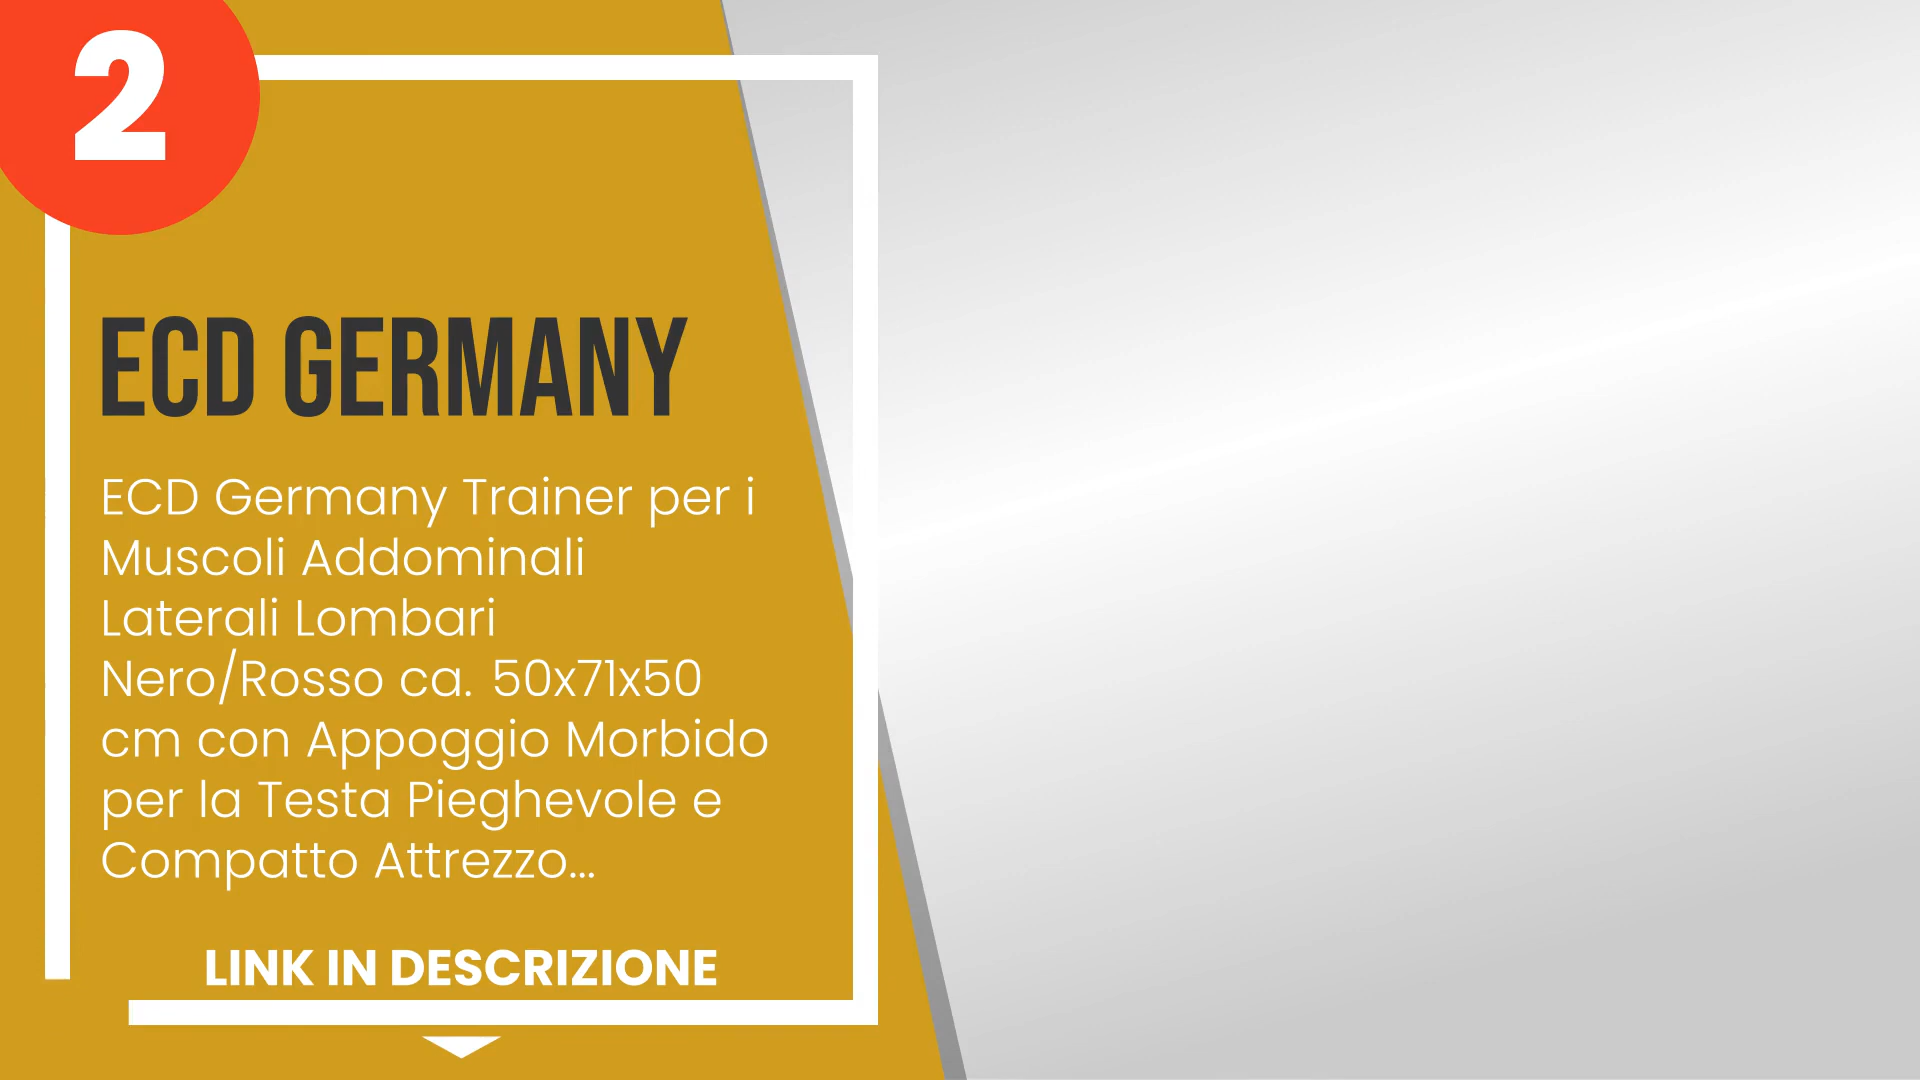 2
ECD GERMANY
ECD Germany Trainer per i
Muscoli Addominali
Laterali Lombari
Nero/Rosso ca. 50x71x50
cm con Appoggio Morbido
per la Testa Pieghevole e
Compatto Attrezzo...
LINK IN DESCRIZIONE